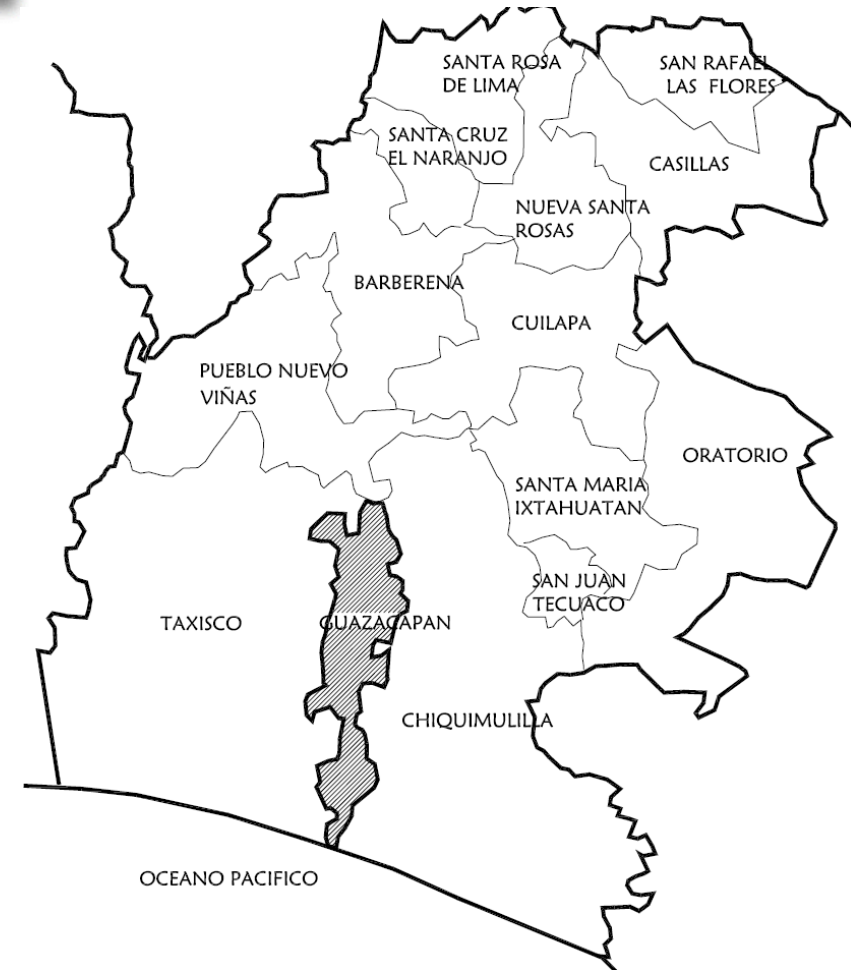 SANTA ROSA
DE LIMA
SAN RAFAEL
LAS FLORES
SANTA CRUZ
EL NARANJO
CASILLAS
NUEVA SANTA
ROSAS
BARBERENA
CUILAPA
PUEBLO NUEVO
VIÑAS
ORATORIO
SANTA MARIA
IXTAHUATAN
SAN JUAN
TECUACO
TAXISCO
GUAZACAPAN
CHIQUIMULILLA
OCEANO PACIFICO